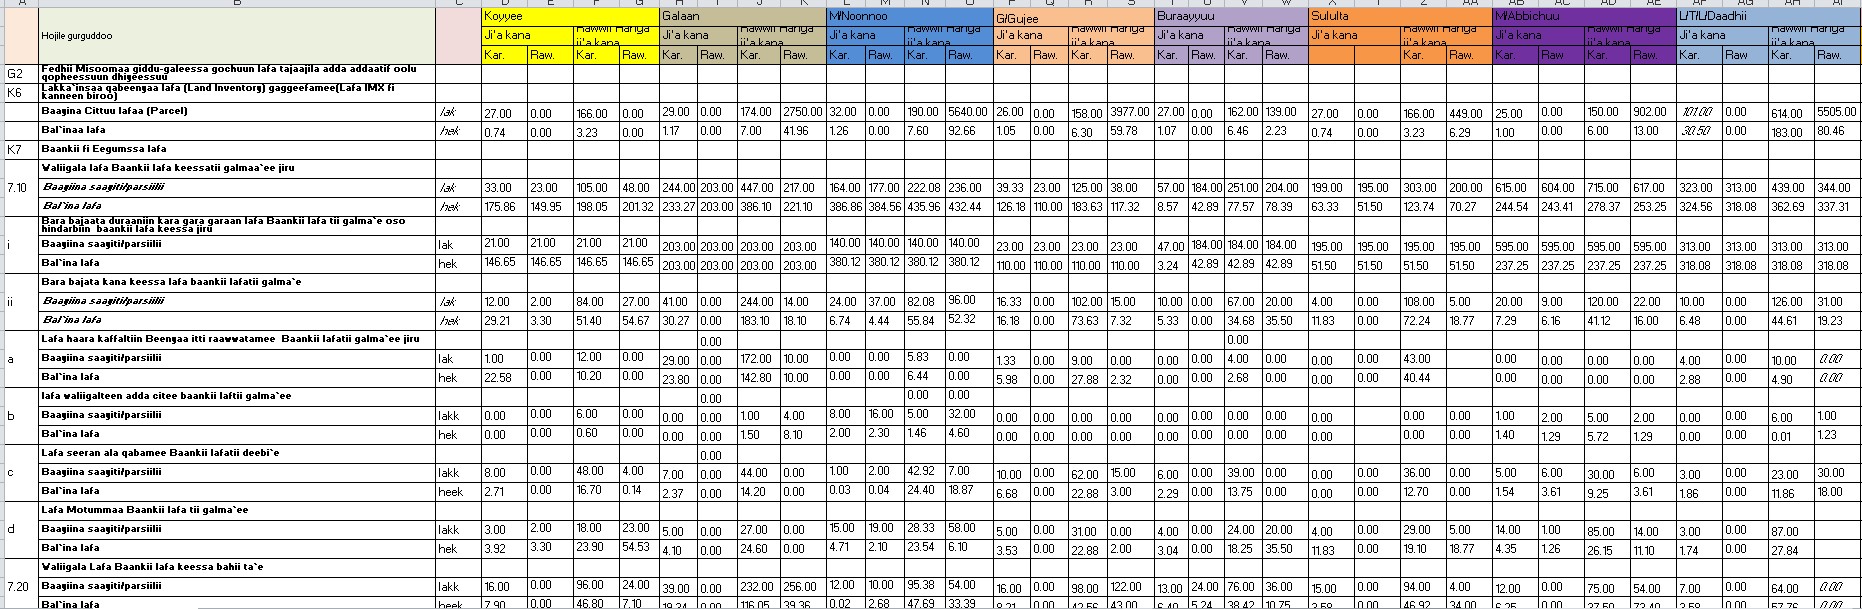 A B C D E F G H I J K L M N O P Q R S T U V W X Y Z AA AB AC AD AE AF AG AH AI
Hojile gurguddoo Koyyee Galaan M/Noonnoo G/Gujee Burayyuu Sululta M/Abbichuu L/T/L/Daadhii
Ji'a kana Ji'a kana Ji'a kana Ji'a kana Ji'a kana Ji'a kana Ji'a kana Ji'a kana
Kar. Raw. Kar. Raw. Kar. Raw. Kar. Raw. Kar. Raw. Kar. Raw. Kar. Raw. Kar. Raw. Kar. Raw. Kar. Raw. Kar. Raw. Kar. Raw Kar. Raw. Kar. Raw Kar. Raw.
G2 Fedhii Misoomaa giddu-galeessa gochuun lafa tajaajila adda addaatif oolu
qopheessuun dhiyeessuu
K6 Lakka`insaa qabeenyaa lafa (Land Inventory) gaggeefamee(Lafa IMX fi
kanneen biroo)
Baayina Cittuu lafaa (Parcel) lak 27.00 0.00 166.00 0.00 29.00 0.00 174.00 2750.00 32.00 0.00 190.00 5640.00 26.00 0.00 158.00 3977.00 27.00 0.00 162.00 139.00 27.00 0.00 166.00 449.00 25.00 0.00 150.00 902.00 101.00 0.00 614.00 5505.00
Bal`inaa lafa hek 0.74 0.00 3.23 0.00 1.17 0.00 7.00 41.96 1.26 0.00 7.60 92.66 1.05 0.00 6.30 59.78 1.07 0.00 6.46 2.23 0.74 0.00 3.23 6.29 1.00 0.00 6.00 13.00 30.50 0.00 183.00 80.46
K7 Baankii fi Eegumssa lafa
Waliigala lafa Baankii lafa keessatii galmaa`ee jiru
7.10 Baayiina saayiti/parsiilii lak 33.00 23.00 105.00 48.00 244.00 203.00 447.00 217.00 164.00 177.00 222.08 236.00 39.33 23.00 125.00 38.00 57.00 184.00 251.00 204.00 199.00 195.00 303.00 200.00 615.00 604.00 715.00 617.00 323.00 313.00 439.00 344.00
Bal`ina lafa hek 175.86 149.95 198.05 201.32 233.27 203.00 386.10 221.10 386.86 384.56 435.96 432.44 126.18 110.00 183.63 117.32 8.57 42.89 77.57 78.39 63.33 51.50 123.74 70.27 244.54 243.41 278.37 253.25 324.56 318.08 362.69 337.31
Bara bajaata duraaniin kara gara garaan lafa Baankii lafa tii galma`e oso
hindarbiin baankii lafa keessa jiru
i Baayiina saayiti/parsiilii lak 21.00 21.00 21.00 21.00 203.00 203.00 203.00 203.00 140.00 140.00 140.00 140.00 23.00 23.00 23.00 23.00 47.00 184.00 184.00 184.00 195.00 195.00 195.00 195.00 595.00 595.00 595.00 595.00 313.00 313.00 313.00 313.00
Bal`ina lafa hek 146.65 146.65 146.65 146.65 203.00 203.00 203.00 203.00 380.12 380.12 380.12 380.12 110.00 110.00 110.00 110.00 3.24 42.89 42.89 42.89 51.50 51.50 51.50 51.50 237.25 237.25 237.25 237.25 318.08 318.08 318.08 318.08
Bara bajata kana keessa lafa baankii lafatii galma`e
ii Baayiina saayiti/parsiilii lak 12.00 2.00 84.00 27.00 41.00 0.00 244.00 14.00 24.00 37.00 82.08 96.00 16.33 0.00 102.00 15.00 10.00 0.00 67.00 20.00 4.00 0.00 108.00 5.00 20.00 9.00 120.00 22.00 10.00 0.00 126.00 31.00
Bal`ina lafa hek 29.21 3.30 51.40 54.67 30.27 0.00 183.10 18.10 6.74 4.44 55.84 52.32 16.18 0.00 73.63 7.32 5.33 0.00 34.68 35.50 11.83 0.00 72.24 18.77 7.29 6.16 41.12 16.00 6.48 0.00 44.61 19.23
Lafa haara kaffaltiin Beenyaa itti raawwatamee Baankii lafatii galma`ee jiru 0.00 0.00
a Baayiina saayiti/parsiilii lak 1.00 0.00 12.00 0.00 29.00 0.00 172.00 10.00 0.00 0.00 5.83 0.00 1.33 0.00 9.00 0.00 0.00 0.00 4.00 0.00 0.00 43.00 0.00 0.00 0.00 0.00 4.00 0.00 10.00 0.00
Bal`ina lafa hek 22.58 0.00 10.20 0.00 23.80 0.00 142.80 10.00 0.00 0.00 6.44 0.00 5.98 0.00 27.88 2.32 0.00 0.00 2.68 0.00 0.00 40.44 0.00 0.00 0.00 0.00 2.88 0.00 4.90 0.00
lafa waliigalteen adda citee baankii laftii galma`ee 0.00 0.00 0.00
b Baayiina saayiti/parsiilii lakk 0.00 0.00 6.00 0.00 0.00 0.00 1.00 4.00 8.00 16.00 5.00 32.00 0.00 0.00 0.00 0.00 0.00 0.00 0.00 0.00 0.00 0.00 0.00 1.00 2.00 5.00 2.00 0.00 0.00 6.00 1.00
Bal`ina lafa hek 0.00 0.00 0.60 0.00 0.00 0.00 1.50 8.10 2.00 2.30 1.46 4.60 0.00 0.00 0.00 0.00 0.00 0.00 0.00 0.00 0.00 0.00 0.00 1.40 1.29 5.72 1.29 0.00 0.00 0.01 1.23
Lafa seeran ala qabamee Baankii lafatii deebi`e 0.00
c Baayiina saayiti/parsiilii lakk 8.00 0.00 48.00 4.00 7.00 0.00 44.00 0.00 1.00 2.00 42.92 7.00 10.00 0.00 62.00 15.00 6.00 0.00 39.00 0.00 0.00 36.00 0.00 5.00 6.00 30.00 6.00 3.00 0.00 23.00 30.00
Bal`ina lafa heek 2.71 0.00 16.70 0.14 2.37 0.00 14.20 0.00 0.03 0.04 24.40 18.87 6.68 0.00 22.88 3.00 2.29 0.00 13.75 0.00 0.00 12.70 0.00 1.54 3.61 9.25 3.61 1.86 0.00 11.86 18.00
Lafa Motummaa Baankii lafa tii galma`ee
d Baayiina saayiti/parsiilii lakk 3.00 2.00 18.00 23.00 5.00 0.00 27.00 0.00 15.00 19.00 28.33 58.00 5.00 0.00 31.00 0.00 4.00 0.00 24.00 20.00 4.00 0.00 29.00 5.00 14.00 1.00 85.00 14.00 3.00 0.00 87.00
Bal`ina lafa hek 3.92 3.30 23.90 54.53 4.10 0.00 24.60 0.00 4.71 2.10 23.54 6.10 3.53 0.00 22.88 2.00 3.04 0.00 18.25 35.50 11.83 0.00 19.10 18.77 4.35 1.26 26.15 11.10 1.74 0.00 27.84
Waliigala Lafa Baankii lafa keessa bahii ta`e
7.20 Baayiina saayiti/parsiilii lakk 16.00 0.00 96.00 24.00 39.00 0.00 232.00 256.00 12.00 10.00 95.38 54.00 16.00 0.00 98.00 122.00 13.00 24.00 76.00 36.00 15.00 0.00 94.00 4.00 12.00 0.00 75.00 54.00 7.00 0.00 64.00 0.00
Bal`ina lafa heek 7.90 0.00 46.80 7.10 0.00 116.05 39.36 0.02 2.68 47.69 33.39 0.00 43.00 5.24 38.42 10.75 0.00 46.92 34.00 0.00 0.00